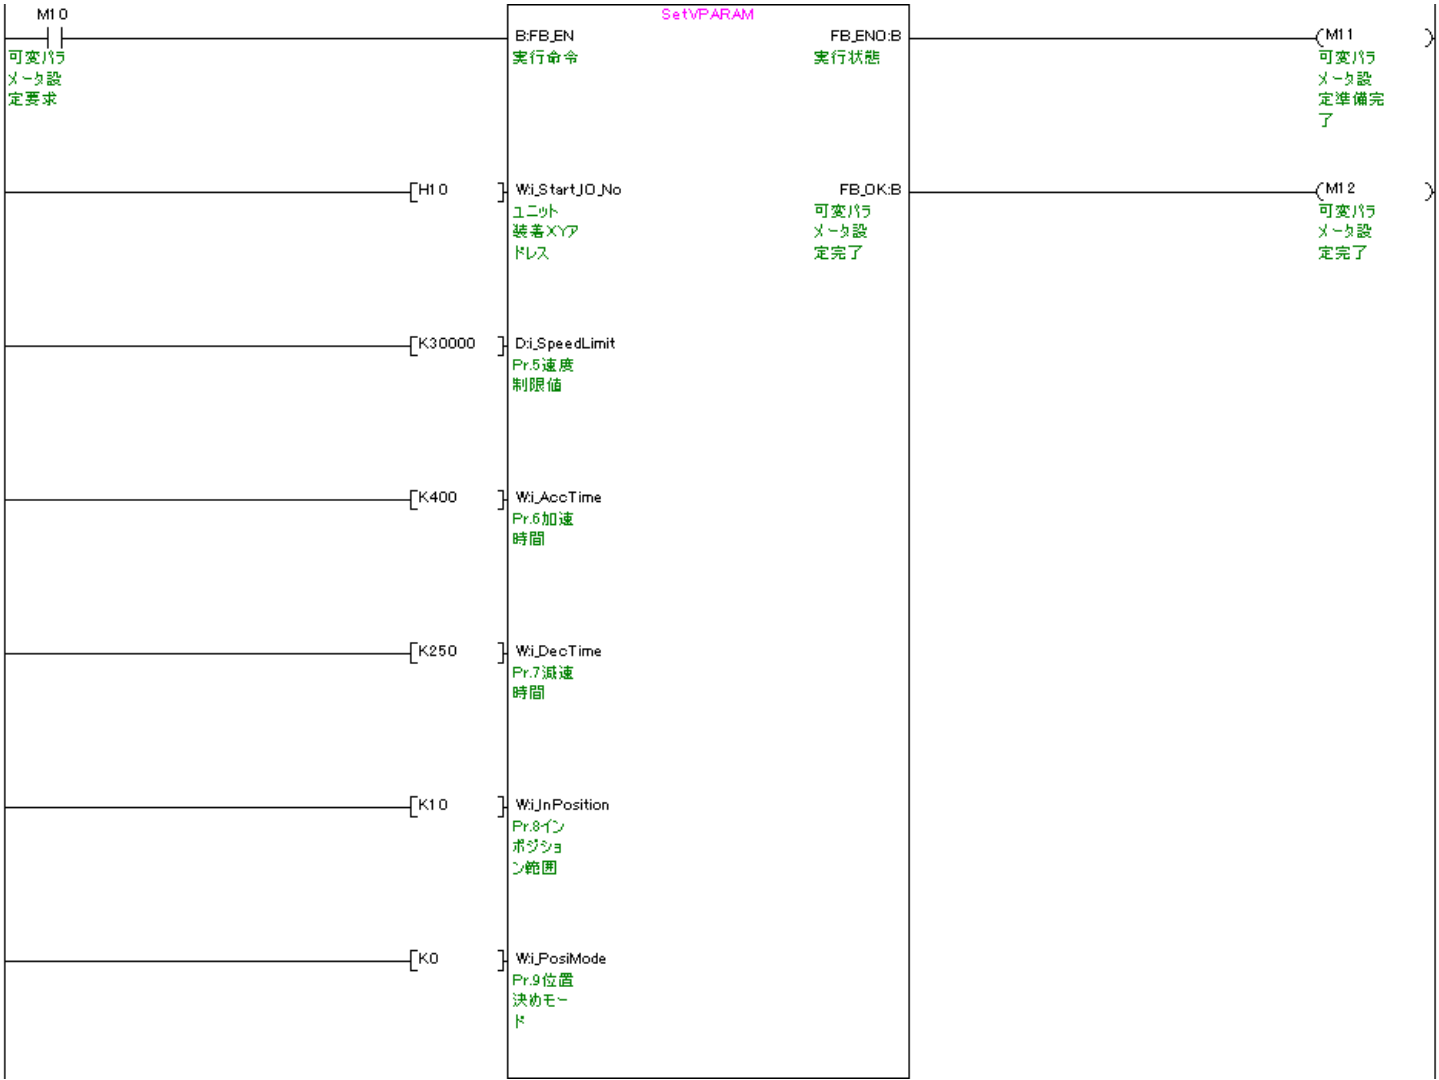 SetVPARAM
M10
B:FB_EN
FB_ENO:B
M11
可変パラ
メータ設
定要求
実行命令
実行状態
可変パラ
メータ設
定準備完
了
H10
W:i_Start_IO_No
FB_OK:B
M12
ユニット
装着XYア
ドレス
可変パラ
メータ設
定完了
可変パラ
メータ設
定完了
K30000
D:i_SpeedLimit
Pr.5速度
制限値
K400
W:i_AccTime
Pr.6加速
時間
K250
W:i_DecTime
Pr.7減速
時間
K10
W:i_InPosition
Pr.8イン
ポジショ
ン範囲
K0
W:i_PosiMode
Pr.9位置
決めモー
ド